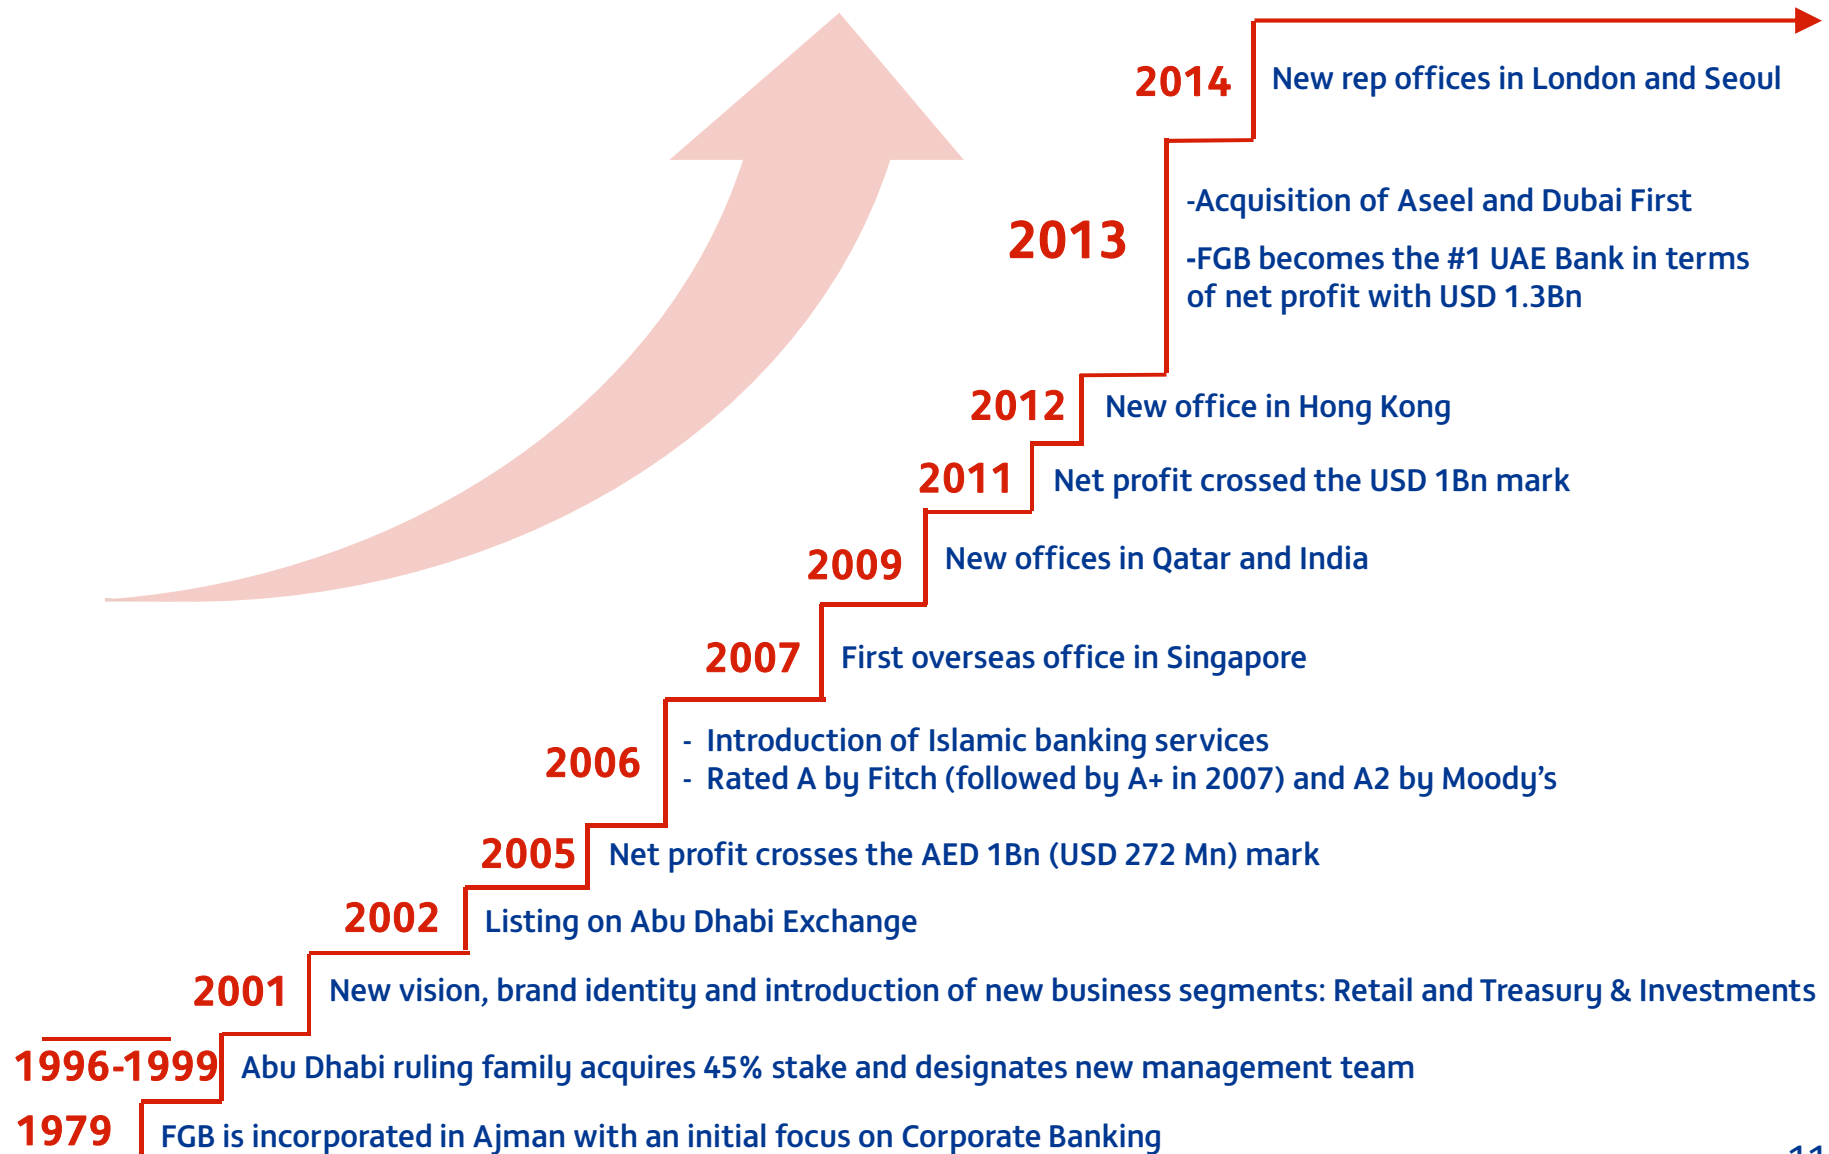 2014 New rep offices in London and Seoul
2013
-Acquisition of Aseel and Dubai First
-FGB becomes the #1 UAE Bank in terms
of net profit with USD 1.3Bn
2012 New office in Hong Kong
2011 Net profit crossed the USD 1Bn mark
2009 New offices in Qatar and India
2007 First overseas office in Singapore
2006
- Introduction of Islamic banking services
- Rated A by Fitch (followed by A+ in 2007) and A2 by Moody’s
2005 Net profit crosses the AED 1Bn (USD 272 Mn) mark
2002 Listing on Abu Dhabi Exchange
2001 New vision, brand identity and introduction of new business segments: Retail and Treasury & Investments
1996-1999 Abu Dhabi ruling family acquires 45% stake and designates new management team
1979 FGB is incorporated in Ajman with an initial focus on Corporate Banking
11